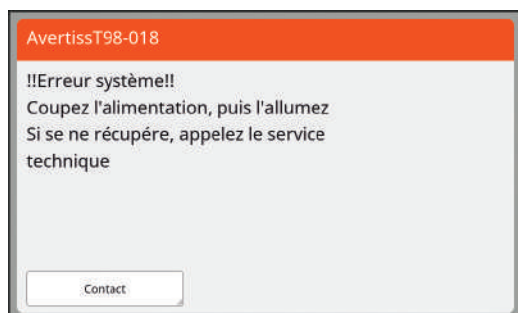 AvertissT98-018
!!Erreur système!!
Coupez l'alimentation, puis l'allumez
Si se ne récupére, appelez le service
technique
Contact